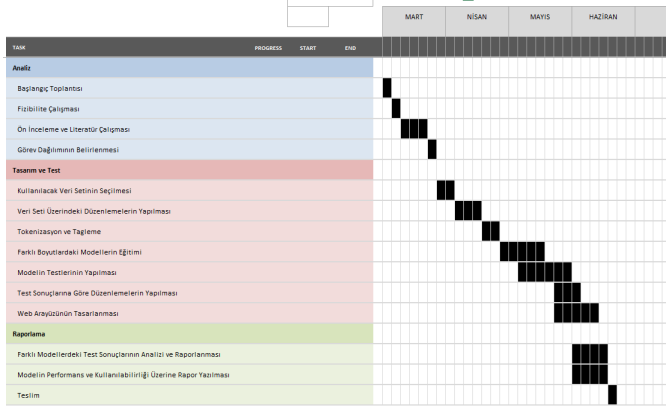 MART NİSAN MAYIS HAZİRAN
TASK PROGRESS START END
Analiz
Başlangıç Toplantısı
Fizibilite Çalışması
Ön İnceleme ve Literatür Çalışması
Görev Dağılımının Belirlenmesi
Tasarım ve Test
Kullanılacak Veri Setinin Seçilmesi
Veri Seti Üzerindeki Düzenlemelerin Yapılması
Tokenizasyon ve Tagleme
Farklı Boyutlardaki Modellerin Eğitimi
Modelin Testlerinin Yapılması
Test Sonuçlarına Göre Düzenlemelerin Yapılması
Web Arayüzünün Tasarlanması
Raporlama
Farklı Modellerdeki Test Sonuçlarının Analizi ve Raporlanması
Modelin Performans ve Kullanılabilirliği Üzerine Rapor Yazılması
Teslim